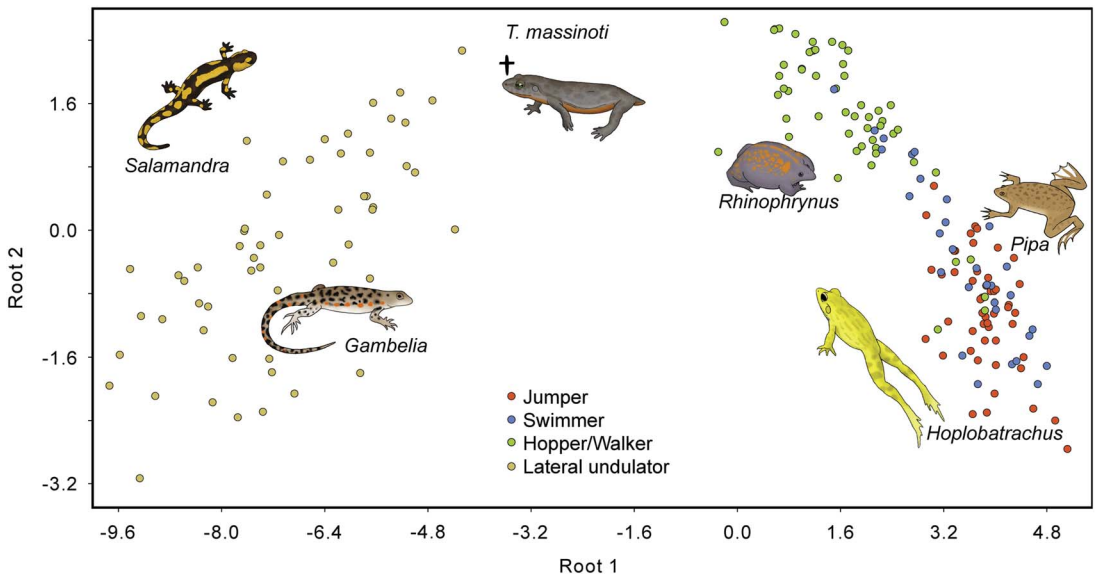 T. massinoti
Salamandra
Rhinophrynus
Pipa
Gambelia
Hoplobatrachus
Jumper
Swimmer
Hopper/Walker
Lateral undulator
Root 2
1.6
0.0
-1.6
-3.2
-9.6 -8.0 -6.4 -4.8 -3.2 -1.6 0.0 1.6 3.2 4.8
Root 1